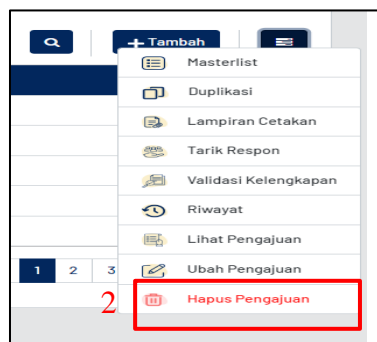 + Tambah
Masterlist
Duplikasi
Lampiran Cetakan
Tarik Respon
Validasi Kelengkapan
Riwayat
Lihat Pengajuan
1 2 3
Ubah Pengajuan
2
Hapus Pengajuan